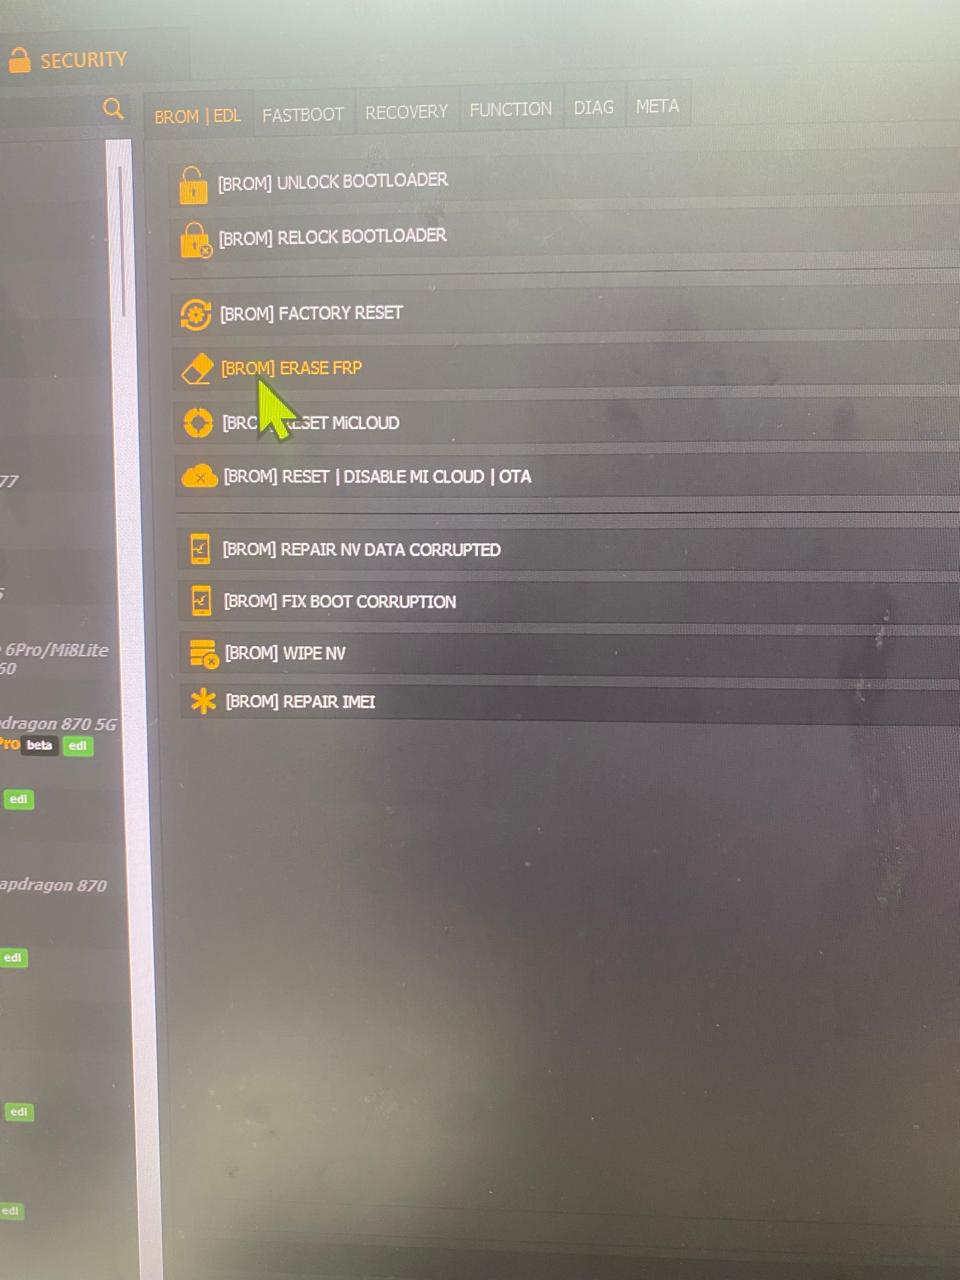 SECURITY
BROM | EDL FASTBOOT RECOVERY FUNCTION DIAG META
[BROM] UNLOCK BOOTLOADER
[BROM] RELOCK BOOTLOADER
[BROM] FACTORY RESET
[BROM] ERASE FRP
RESET MiCLOUD
[BROM] RESET | DISABLE MI CLOUD | OTA
[BROM] REPAIR NV DATA CORRUPTED
[BROM] FIX BOOT CORRUPTION
[BROM] WIPE NV
[BROM] REPAIR IMEI
77
6Pro/Mi8Lite
60
dragon 870 5G
Pro beta edl
edl
apdragon 870
edl
edl
edl